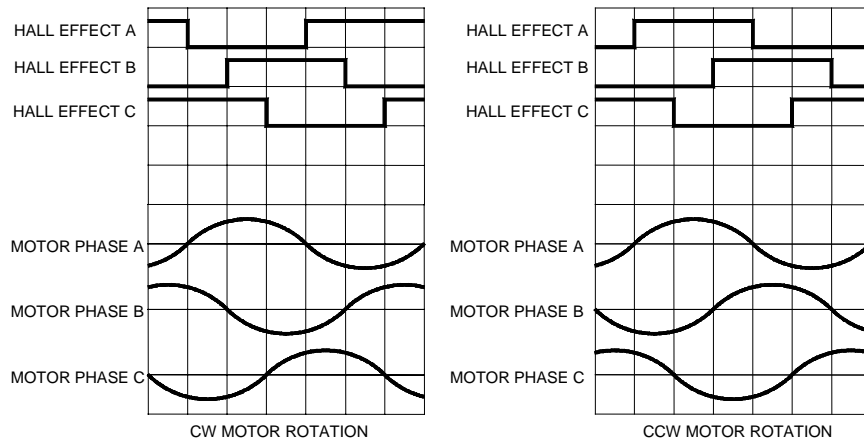 HALL EFFECT A
HALL EFFECT B
HALL EFFECT C
MOTOR PHASE A
MOTOR PHASE B
MOTOR PHASE C
CW MOTOR ROTATION
HALL EFFECT A
HALL EFFECT B
HALL EFFECT C
MOTOR PHASE A
MOTOR PHASE B
MOTOR PHASE C
CCW MOTOR ROTATION